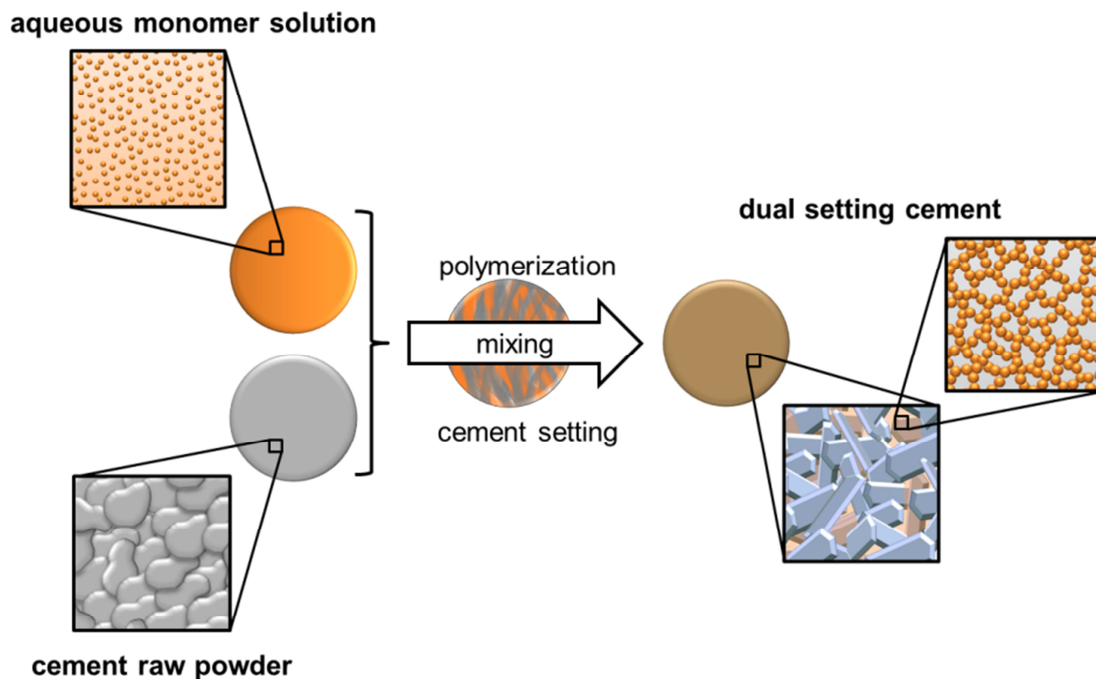 aqueous monomer solution
dual setting cement
polymerization
mixing
cement setting
cement raw powder